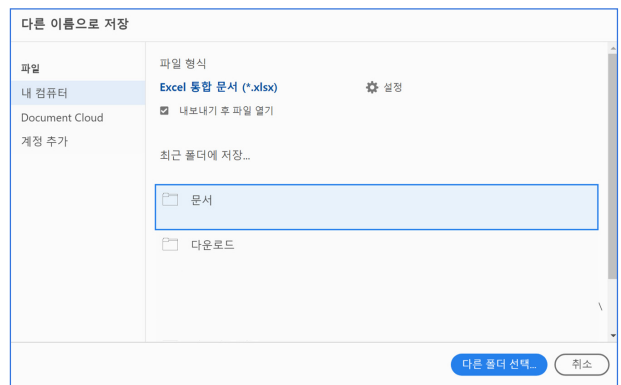 다른 이름으로 저장
파일
내 컴퓨터
Document Cloud
계정 추가
파일 형식
Excel 통합 문서 (*.xlsx)
설정
내보내기 후 파일 열기
최근 폴더에 저장...
문서
다운로드
\
다른 폴더 선택...
취소